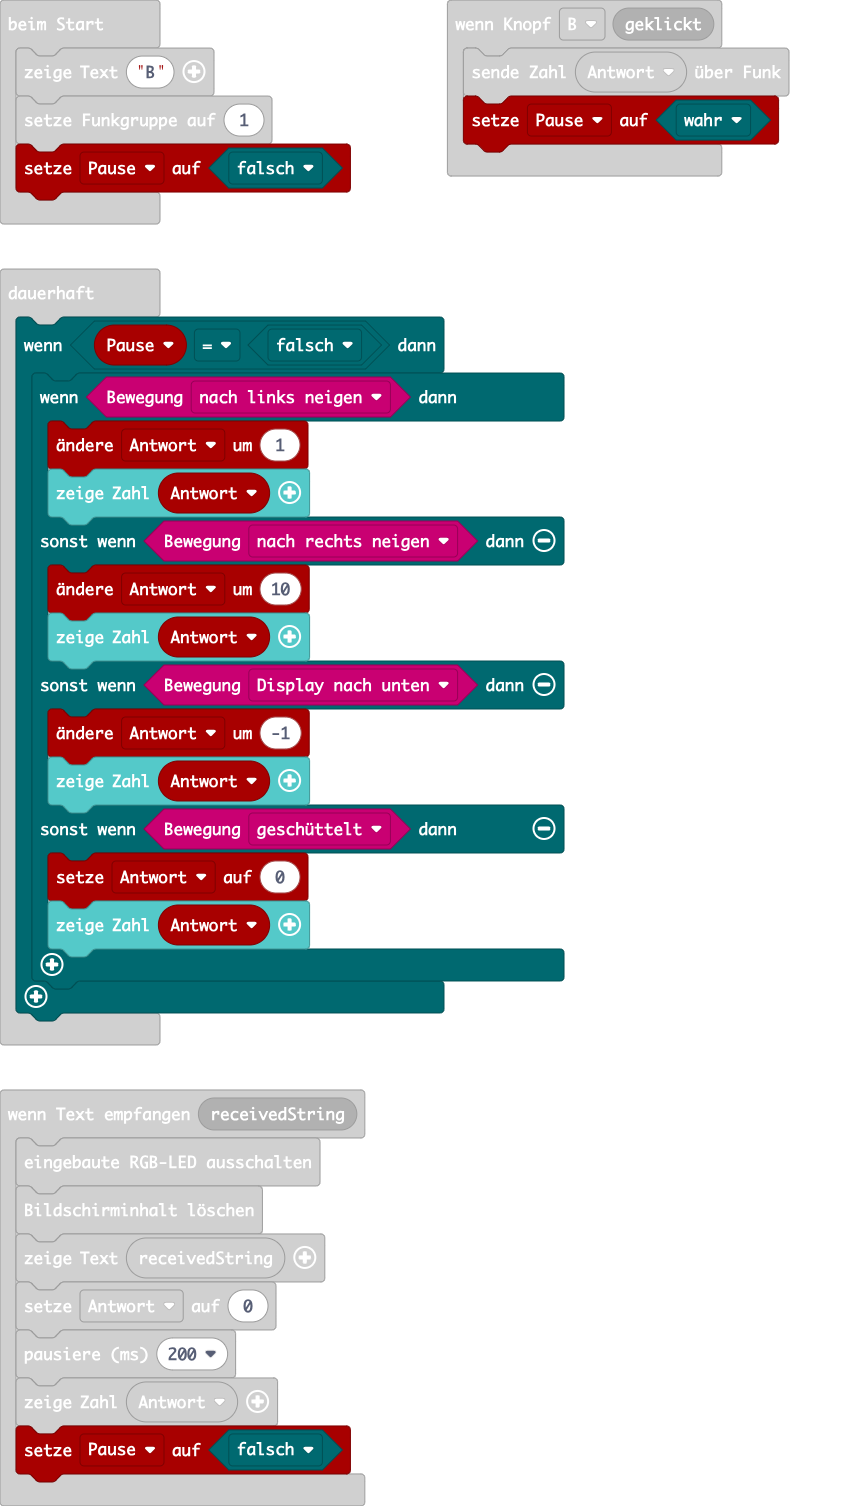 beim Start
zeige Text "B"
setze Funkgruppe auf 1
setze Pause auf falsch
wenn Knopf B geklickt
sende Zahl Antwort über Funk
setze Pause auf wahr
dauerhaft
wenn Pause = falsch dann
wenn Bewegung nach links neigen dann
ändere Antwort um 1
zeige Zahl Antwort
sonst wenn Bewegung nach rechts neigen dann
ändere Antwort um 10
zeige Zahl Antwort
sonst wenn Bewegung Display nach unten dann
ändere Antwort um -1
zeige Zahl Antwort
sonst wenn Bewegung geschüttelt dann
setze Antwort auf 0
zeige Zahl Antwort
wenn Text empfangen receivedString
eingebaute RGB-LED ausschalten
Bildschirminhalt löschen
zeige Text receivedString
setze Antwort auf 0
pausiere (ms) 200
zeige Zahl Antwort
setze Pause auf falsch